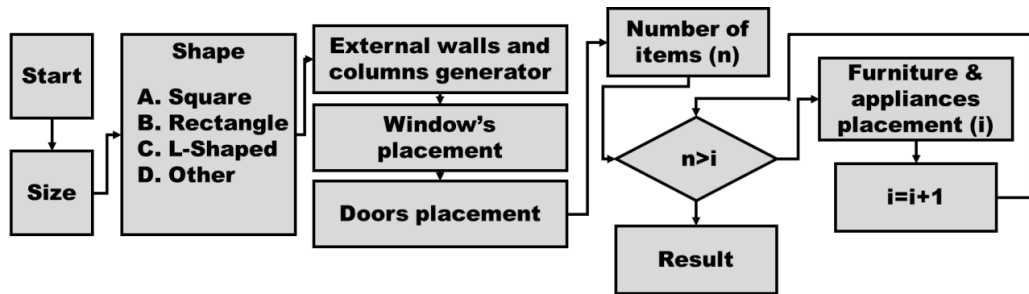 Start
Size
Shape
A. Square
B. Rectangle
C. L-Shaped
D. Other
External walls and
columns generator
Window's
placement
Doors placement
Number of
items (n)
n>i
Result
Furniture &
appliances
placement (i)
i=i+1